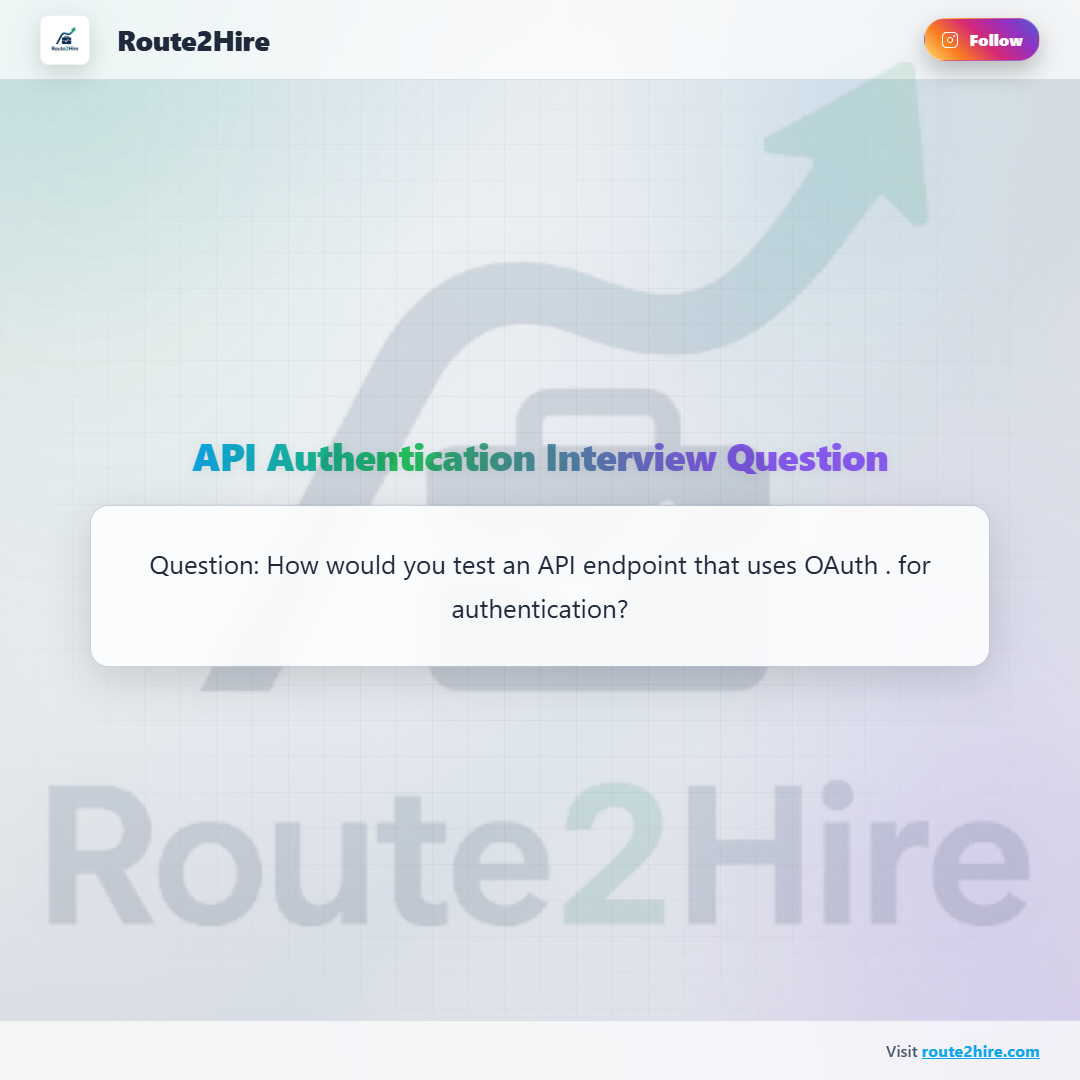 Route2Hire
Route2Hire
Follow
API Authentication Interview Question
Question: How would you test an API endpoint that uses OAuth . for
authentication?
Route2Hire
Visit route2hire.com